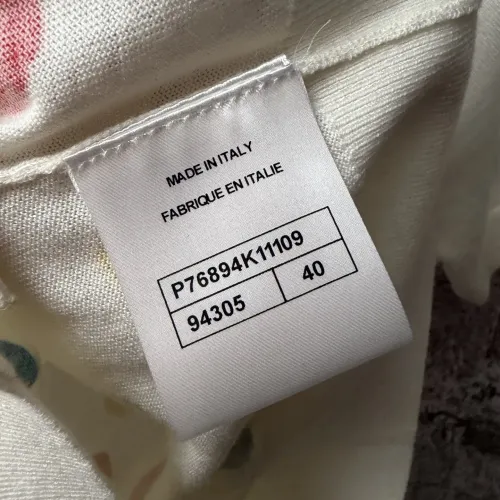 MADE IN ITALY
FABRIQUE EN ITALIE
P76894K11109
94305 40